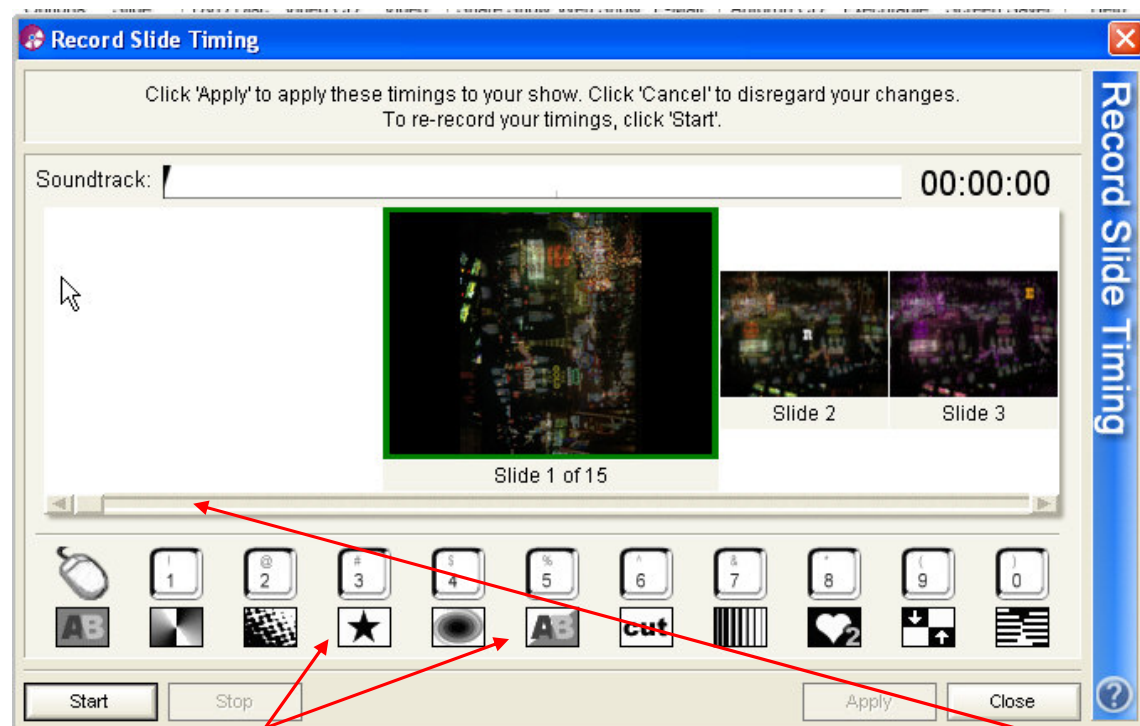 Record Slide Timing
Click 'Apply' to apply these timings to your show. Click 'Cancel' to disregard your changes.
To re-record your timings, click 'Start'.
Record Slide Timing
Soundtrack:
00:00:00
Slide 1 of 15
Slide 2
Slide 3
! 1
@ 2
# 3
$ 4
% 5
^ 6
& 7
* 8
( 9
) 0
AB
AB
cut
2
Start
Stop
Apply
Close
?